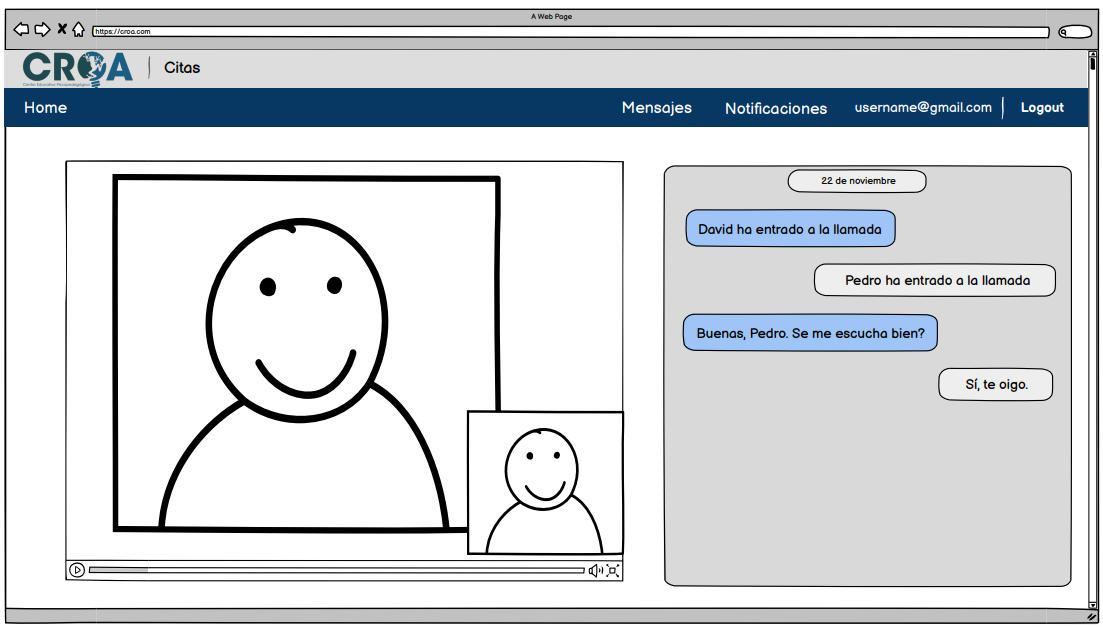 A Web Page
https://croa.com
CROA
Centro Educativo Psicopedagógico
Citas
Home
Mensajes
Notificaciones
username@gmail.com
Logout
22 de noviembre
David ha entrado a la llamada
Pedro ha entrado a la llamada
Buenas, Pedro. Se me escucha bien?
Sí, te oigo.